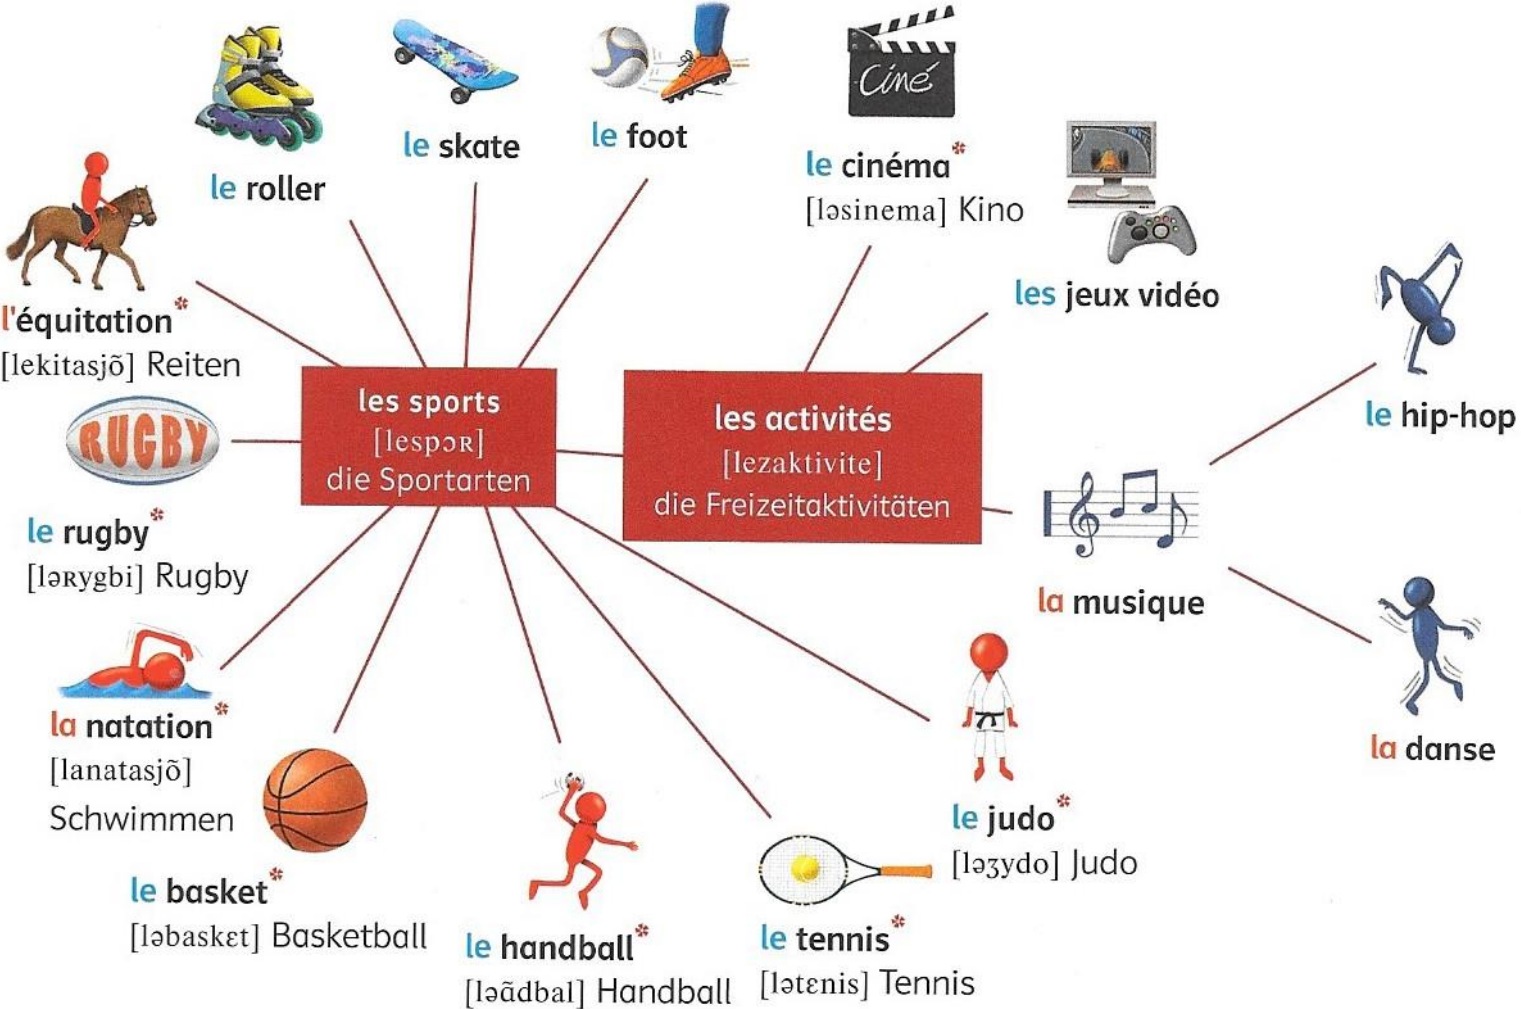 Ciné
le skate
le foot
le cinéma*
[ləsinema] Kino
le roller
les jeux vidéo
l'équitation*
[lekitasjõ] Reiten
RUGBY
le rugby*
[ləʀygbi] Rugby
les sports
[lespɔʀ]
die Sportarten
les activités
[lezaktivite]
die Freizeitaktivitäten
le hip-hop
la musique
la danse
la natation*
[lanatasjõ]
Schwimmen
le basket*
[ləbaskɛt] Basketball
le handball*
[ləãdbal] Handball
le tennis*
[lətɛnis] Tennis
le judo*
[ləʒydo] Judo